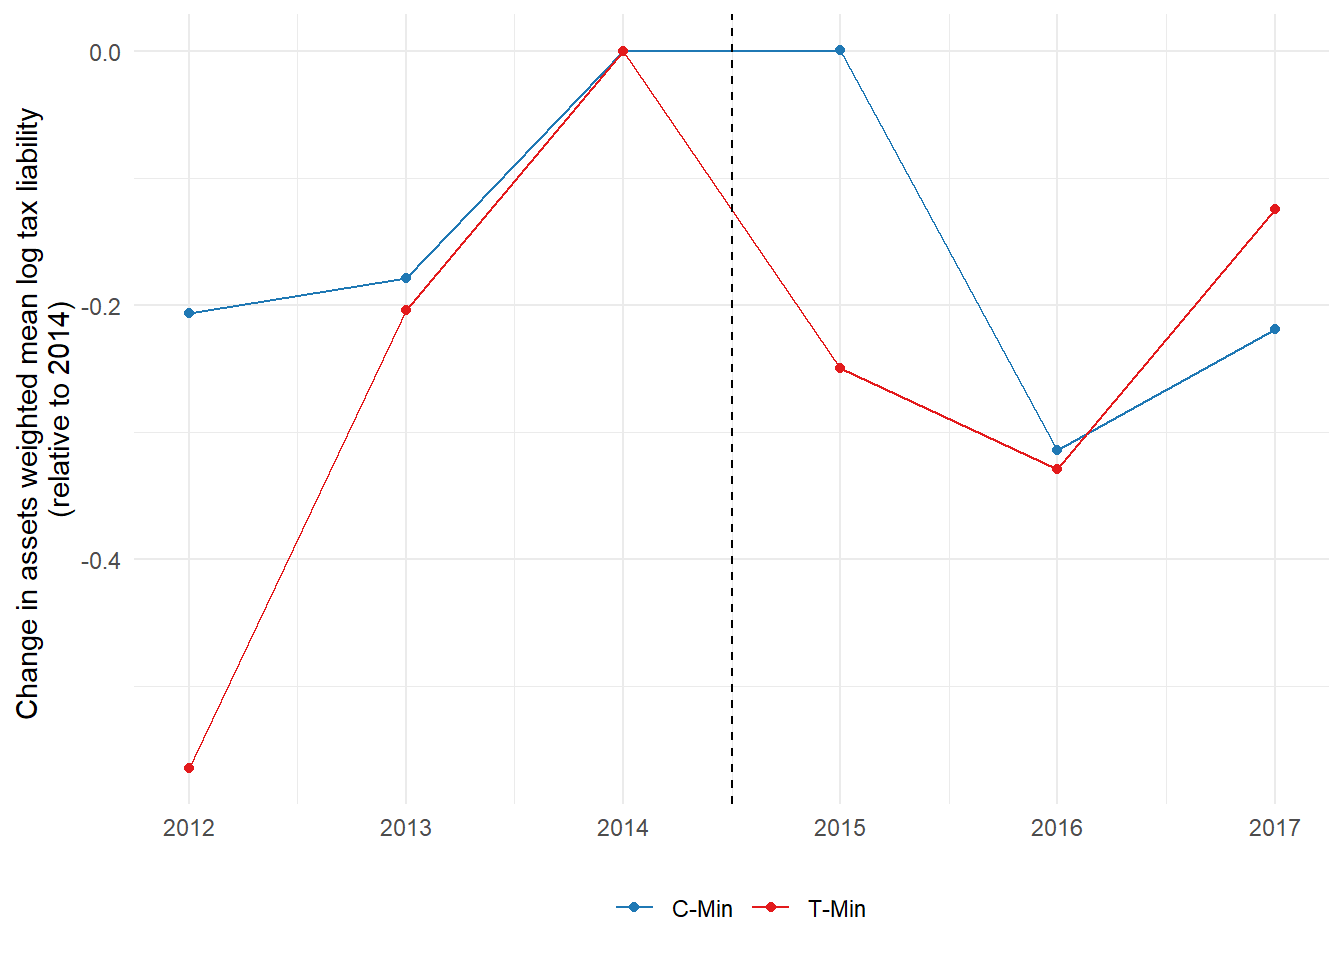 Change in assets weighted mean log tax liability
(relative to 2014)
0.0
-0.2
-0.4
2012 2013 2014 2015 2016 2017
C-Min T-Min